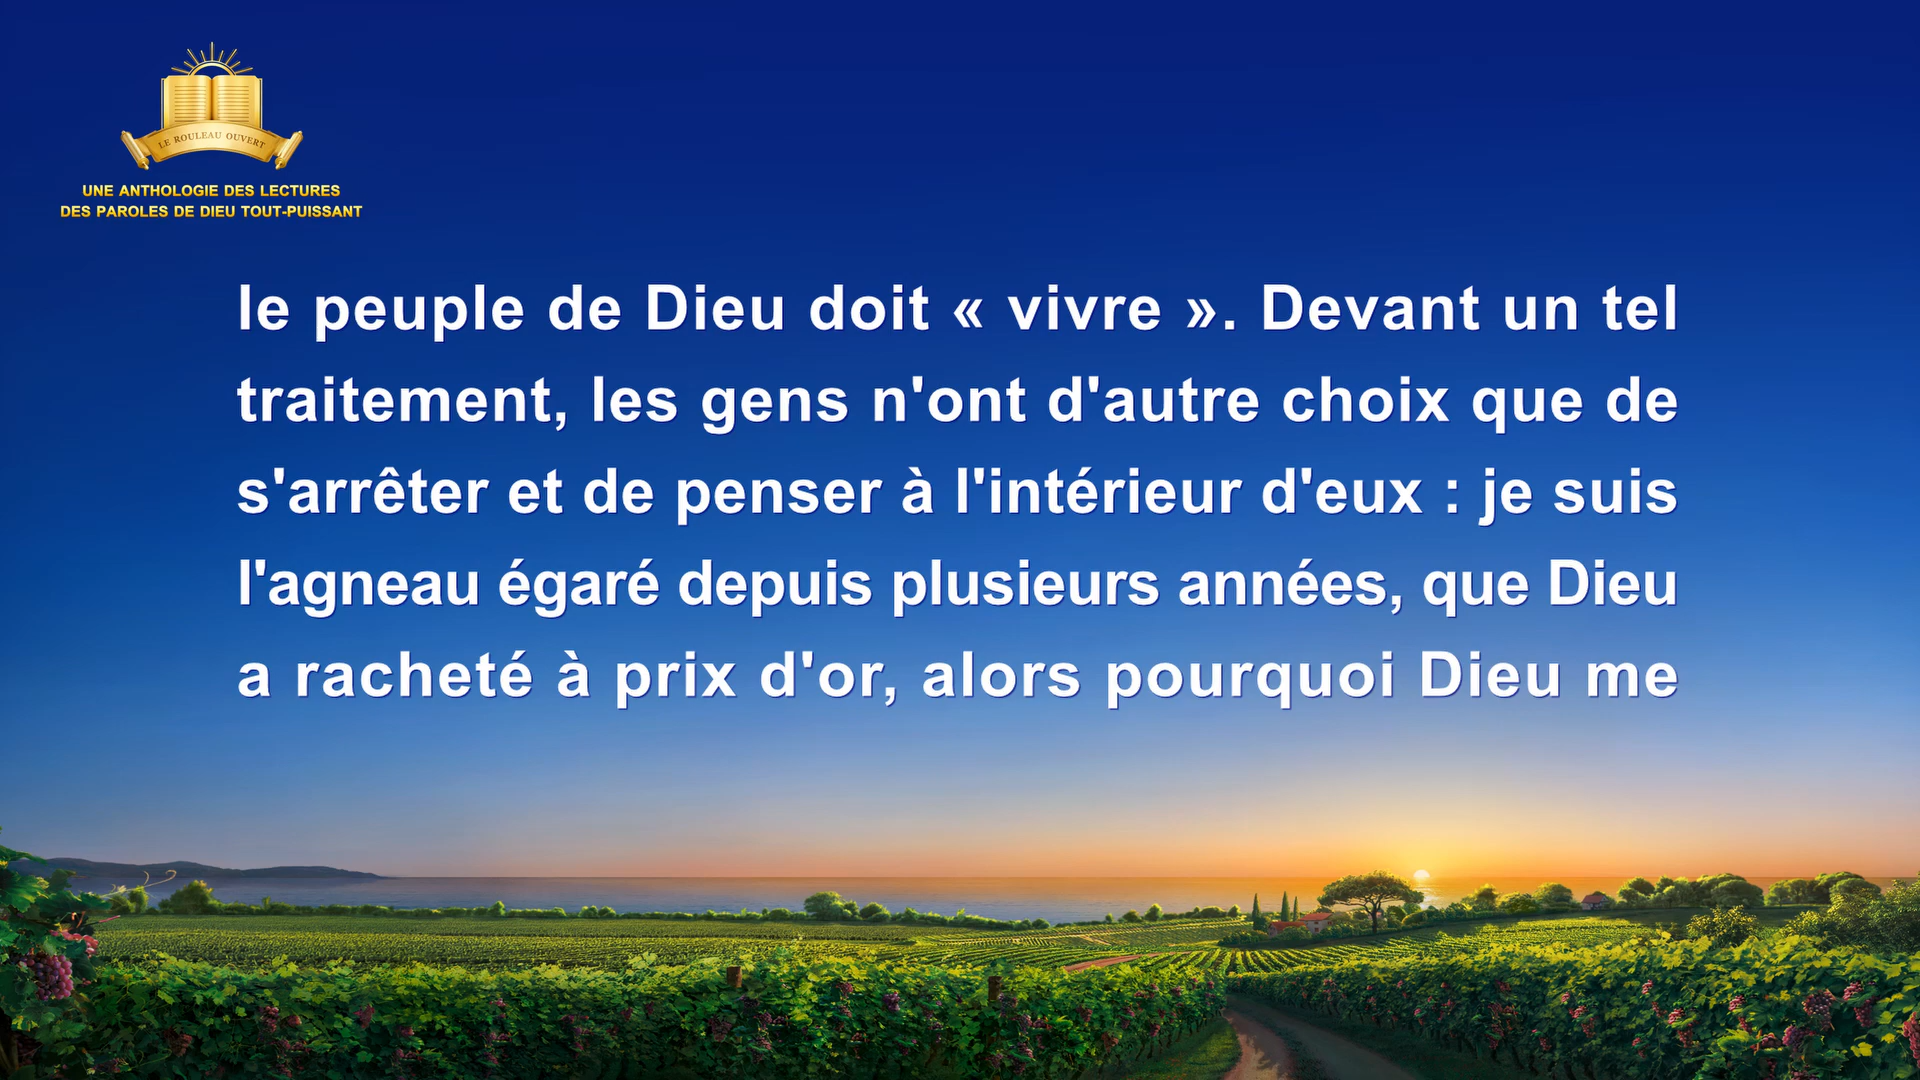 LE ROULEAU OUVERT
UNE ANTHOLOGIE DES LECTURES
DES PAROLES DE DIEU TOUT-PUISSANT
le peuple de Dieu doit « vivre ». Devant un tel
traitement, les gens n'ont d'autre choix que de
s'arrêter et de penser à l'intérieur d'eux : je suis
l'agneau égaré depuis plusieurs années, que Dieu
a racheté à prix d'or, alors pourquoi Dieu me